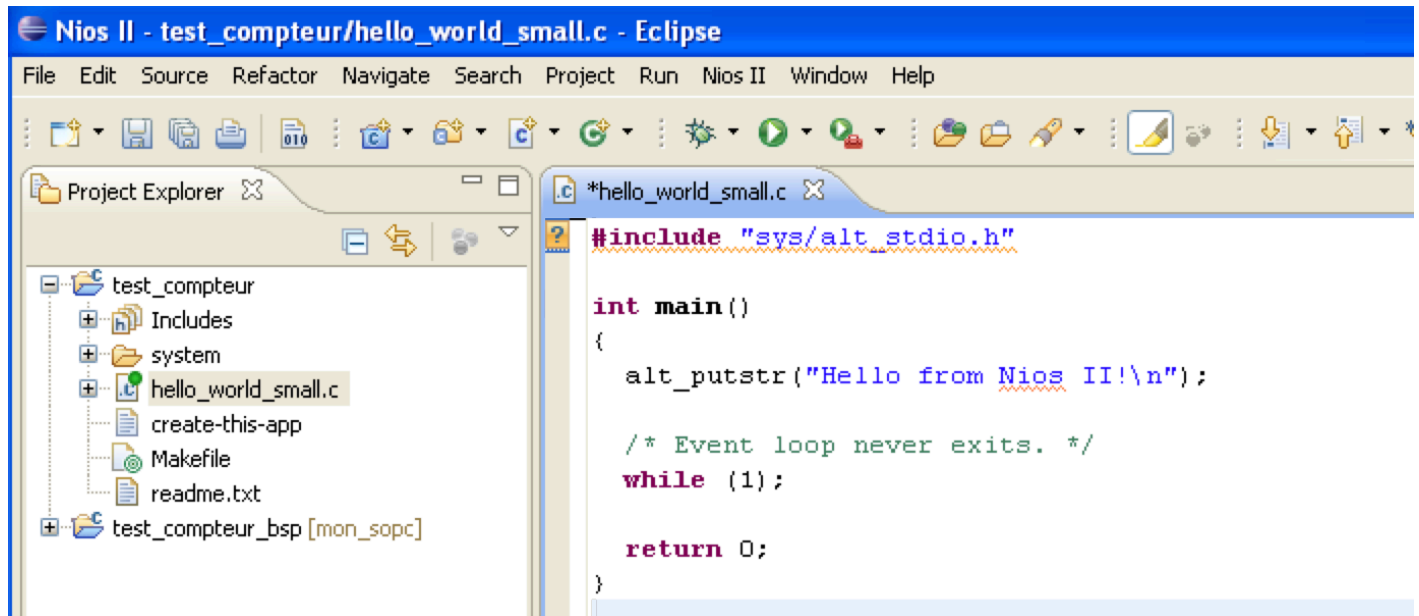 Nios II - test_compteur/hello_world_small.c - Eclipse
File Edit Source Refactor Navigate Search Project Run Nios II Window Help
010
Project Explorer
test_compteur
Includes
system
hello_world_small.c
create-this-app
Makefile
readme.txt
test_compteur_bsp [mon_sopc]
*hello_world_small.c
#include "sys/alt_stdio.h"
int main()
{
alt_putstr("Hello from Nios II!\n");
/* Event loop never exits. */
while (1);
return 0;
}